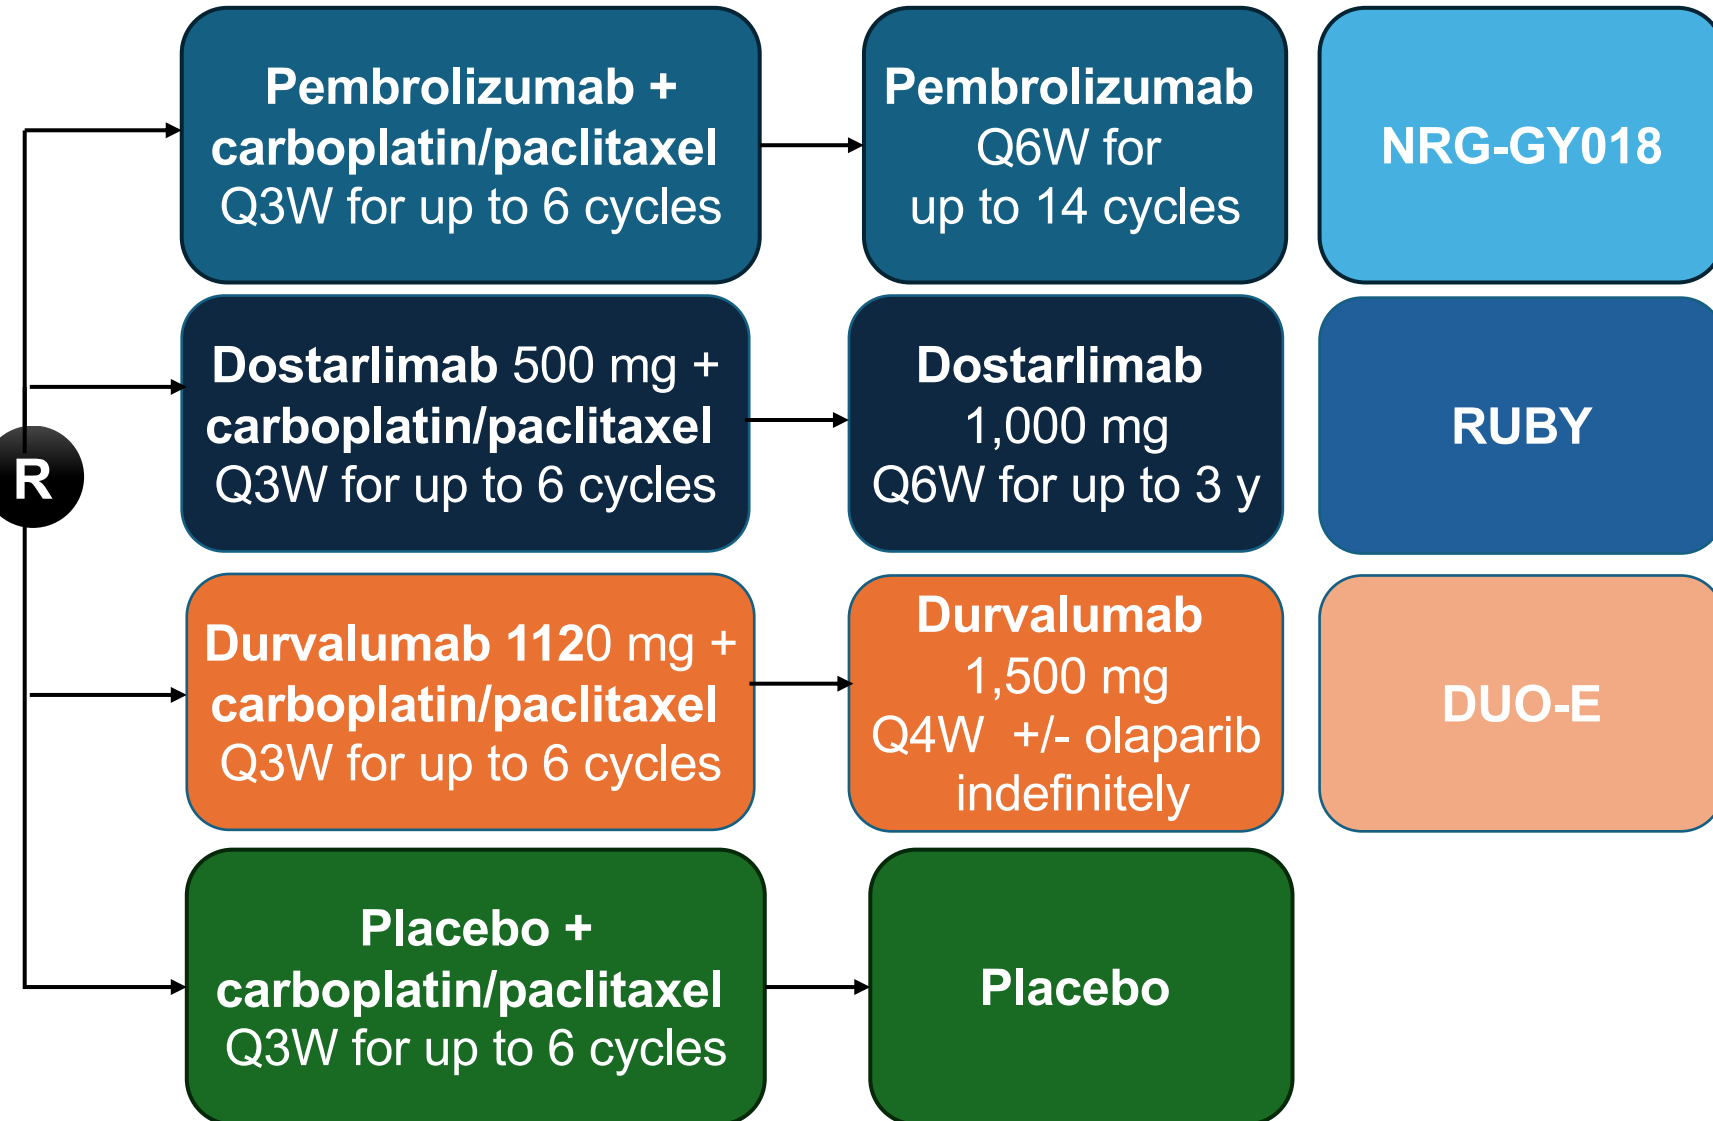 Pembrolizumab +
carboplatin/paclitaxel
Q3W for up to 6 cycles
Pembrolizumab
Q6W for
up to 14 cycles
NRG-GY018
Dostarlimab 500 mg +
carboplatin/paclitaxel
Q3W for up to 6 cycles
Dostarlimab
1,000 mg
Q6W for up to 3 y
RUBY
R
Durvalumab 1120 mg +
carboplatin/paclitaxel
Q3W for up to 6 cycles
Durvalumab
1,500 mg
Q4W +/- olaparib
indefinitely
DUO-E
Placebo +
carboplatin/paclitaxel
Q3W for up to 6 cycles
Placebo